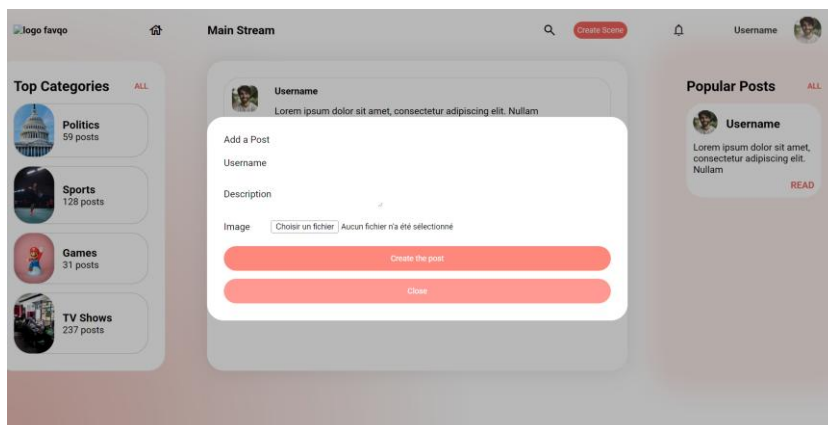 logo favqo
Main Stream
Create Scene
Username
Top Categories
ALL
Politics
59 posts
Sports
128 posts
Games
31 posts
TV Shows
237 posts
Username
Lorem ipsum dolor sit amet, consectetur adipiscing elit. Nullam
Add a Post
Username
Description
Image
Choisir un fichier Aucun fichier n'a été sélectionné
Create the post
Close
Popular Posts
ALL
Username
Lorem ipsum dolor sit amet,
consectetur adipiscing elit.
Nullam
READ